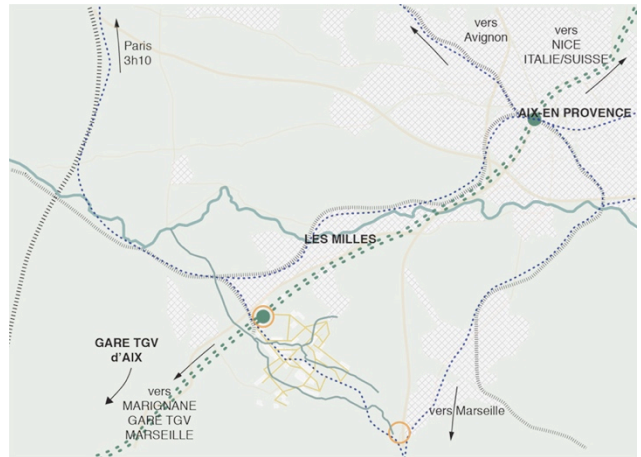 Paris
3h10
vers
Avignon
vers
NICE
ITALIE/SUISSE
AIX EN PROVENCE
LES MILLES
GARE TGV
d'AIX
vers
MARIGNANE
GARE TGV
MARSEILLE
vers Marseille